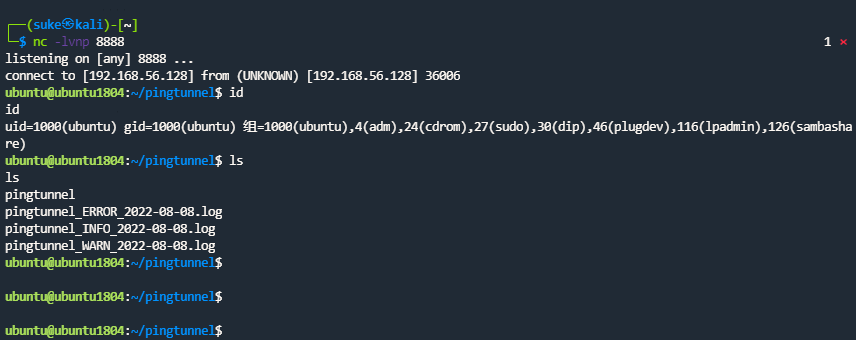 ┌──(suke㉿kali)-[~]
└─$ nc -lvnp 8888 1 ⨯
listening on [any] 8888 ...
connect to [192.168.56.128] from (UNKNOWN) [192.168.56.128] 36006
ubuntu@ubuntu1804:~/pingtunnel$ id
id
uid=1000(ubuntu) gid=1000(ubuntu) 组=1000(ubuntu),4(adm),24(cdrom),27(sudo),30(dip),46(plugdev),116(lpadmin),126(sambasha
re)
ubuntu@ubuntu1804:~/pingtunnel$ ls
ls
pingtunnel
pingtunnel_ERROR_2022-08-08.log
pingtunnel_INFO_2022-08-08.log
pingtunnel_WARN_2022-08-08.log
ubuntu@ubuntu1804:~/pingtunnel$
ubuntu@ubuntu1804:~/pingtunnel$
ubuntu@ubuntu1804:~/pingtunnel$